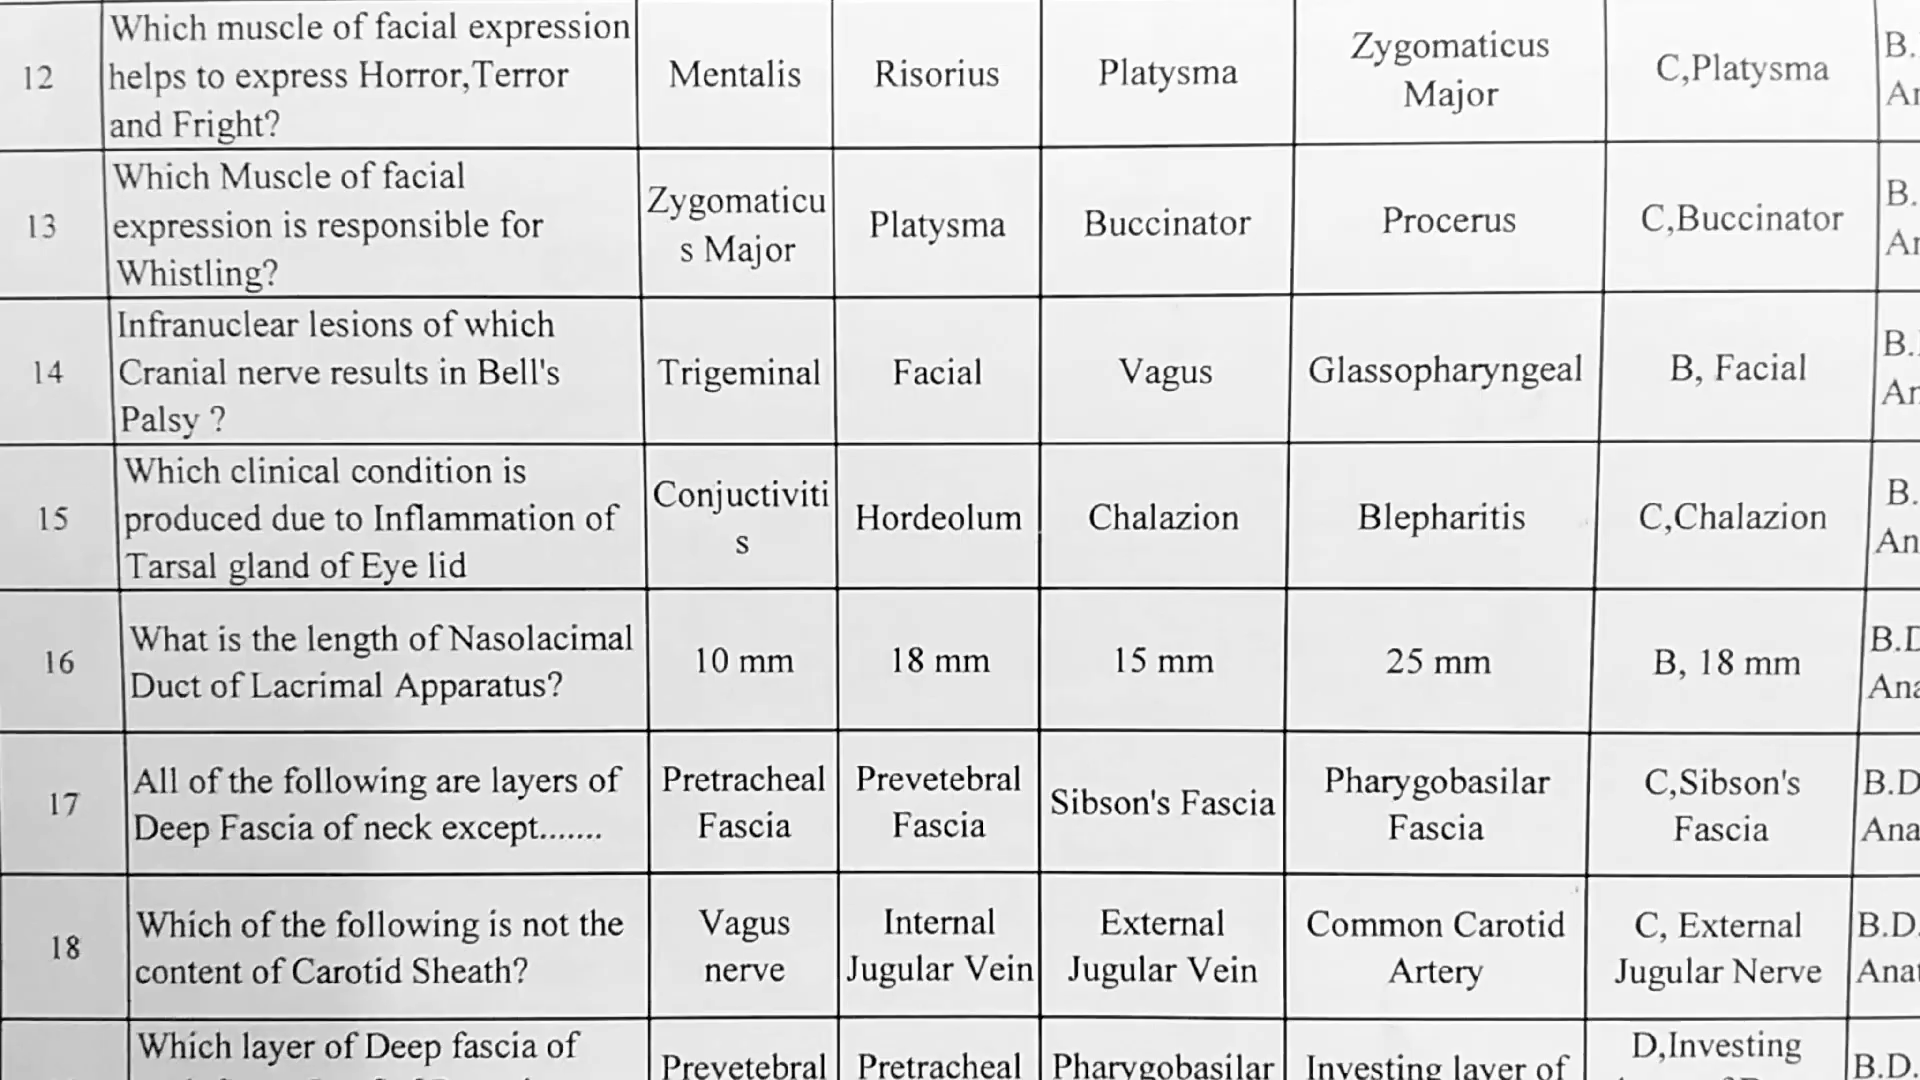 12
Which muscle of facial expression
helps to express Horror,Terror
and Fright?
Mentalis
Risorius
Platysma
Zygomaticus
Major
C,Platysma
B.
13
Which Muscle of facial
expression is responsible for
Whistling?
Zygomaticu
s Major
Platysma
Buccinator
Procerus
C,Buccinator
B.
14
Infranuclear lesions of which
Cranial nerve results in Bell's
Palsy ?
Trigeminal
Facial
Vagus
Glassopharyngeal
B, Facial
B.
15
Which clinical condition is
produced due to Inflammation of
Tarsal gland of Eye lid
Conjuctiviti
s
Hordeolum
Chalazion
Blepharitis
C,Chalazion
B.
An
16
What is the length of Nasolacimal
Duct of Lacrimal Apparatus?
10 mm
18 mm
15 mm
25 mm
B, 18 mm
B.D
Ana
17
All of the following are layers of
Deep Fascia of neck except.......
Pretracheal
Fascia
Prevetebral
Fascia
Sibson's Fascia
Pharygobasilar
Fascia
C,Sibson's
Fascia
B.D
Ana
18
Which of the following is not the
content of Carotid Sheath?
Vagus
nerve
Internal
Jugular Vein
External
Jugular Vein
Common Carotid
Artery
C, External
Jugular Nerve
B.D.
Anat
Which layer of Deep fascia of
Prevetebral
Pretracheal
Pharygobasilar
Investing layer of
D,Investing
B.D.